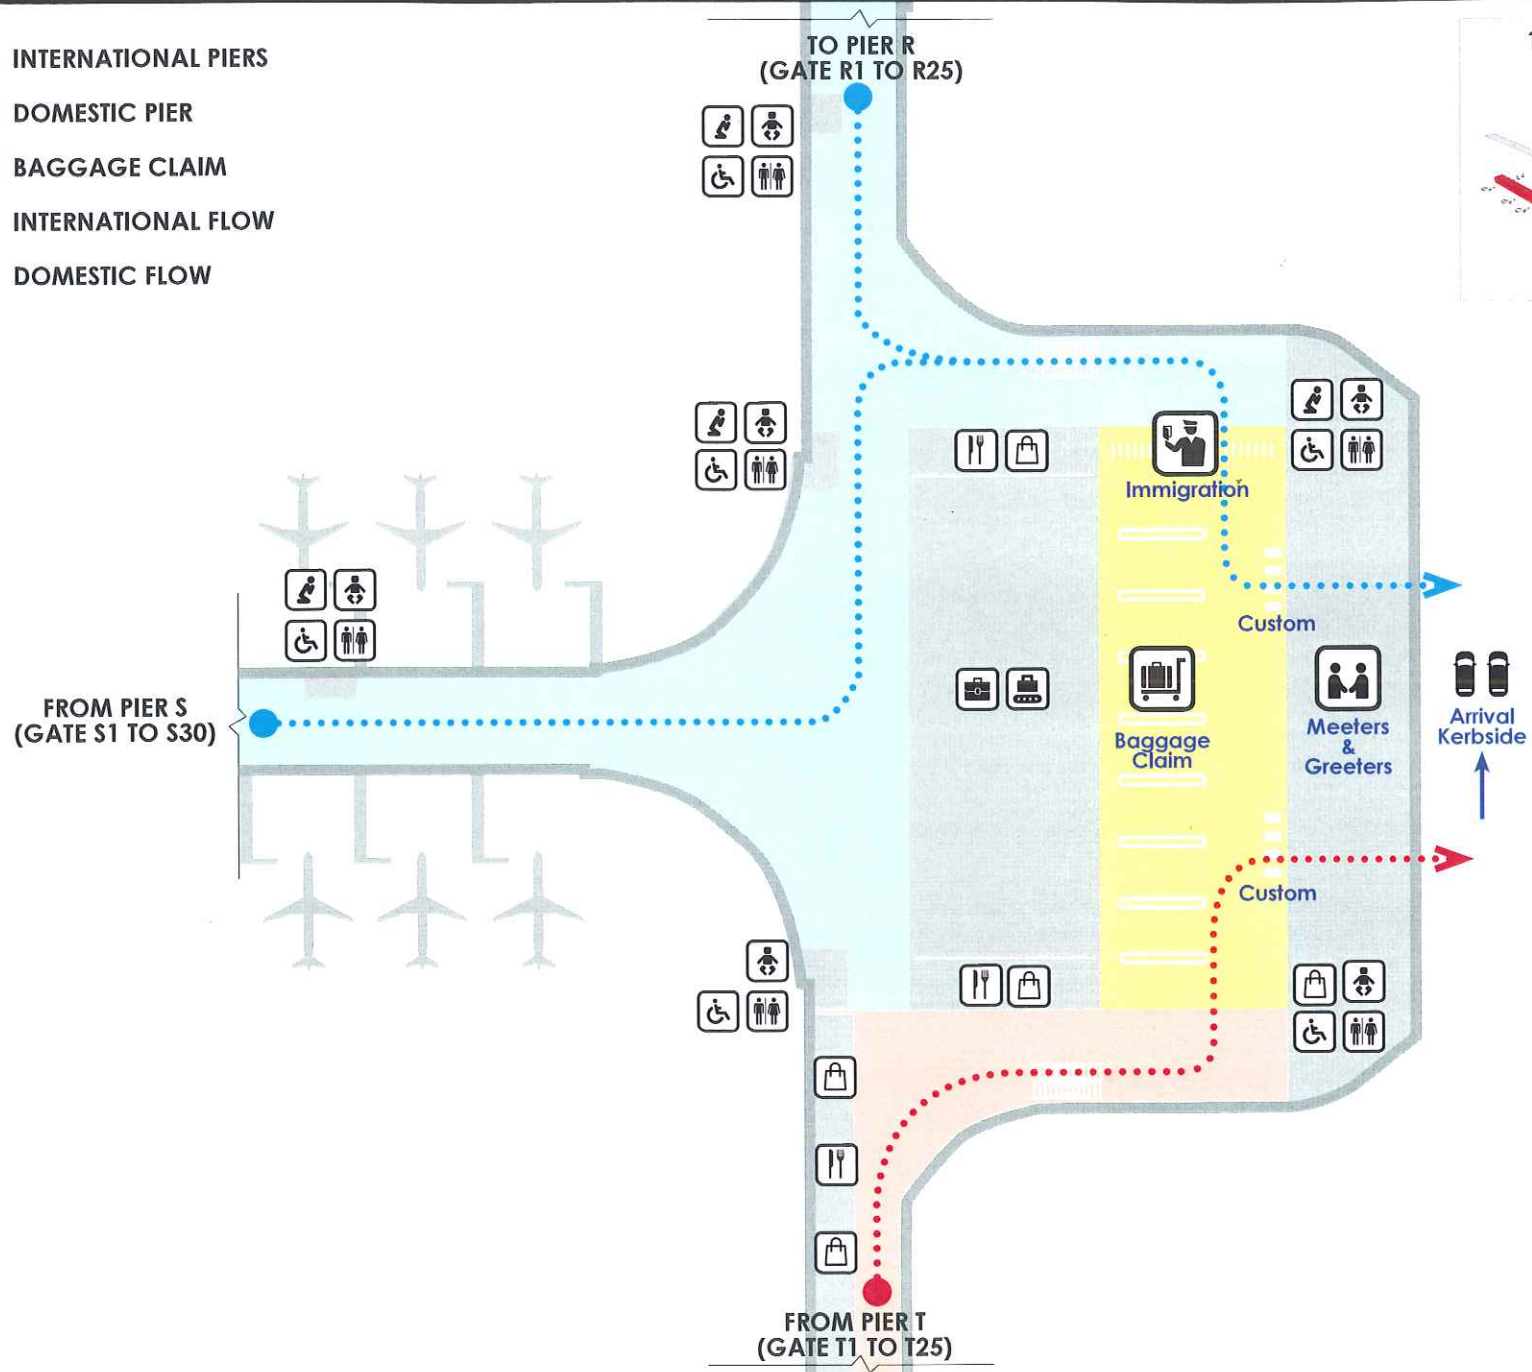 INTERNATIONAL PIERS
DOMESTIC PIER
BAGGAGE CLAIM
INTERNATIONAL FLOW
DOMESTIC FLOW
TO PIER R
(GATE R1 TO R25)
Immigration
Custom
FROM PIER S
(GATE S1 TO S30)
Baggage
Claim
Meeters
&
Greeters
Arrival
Kerbside
Custom
FROM PIER T
(GATE T1 TO T25)